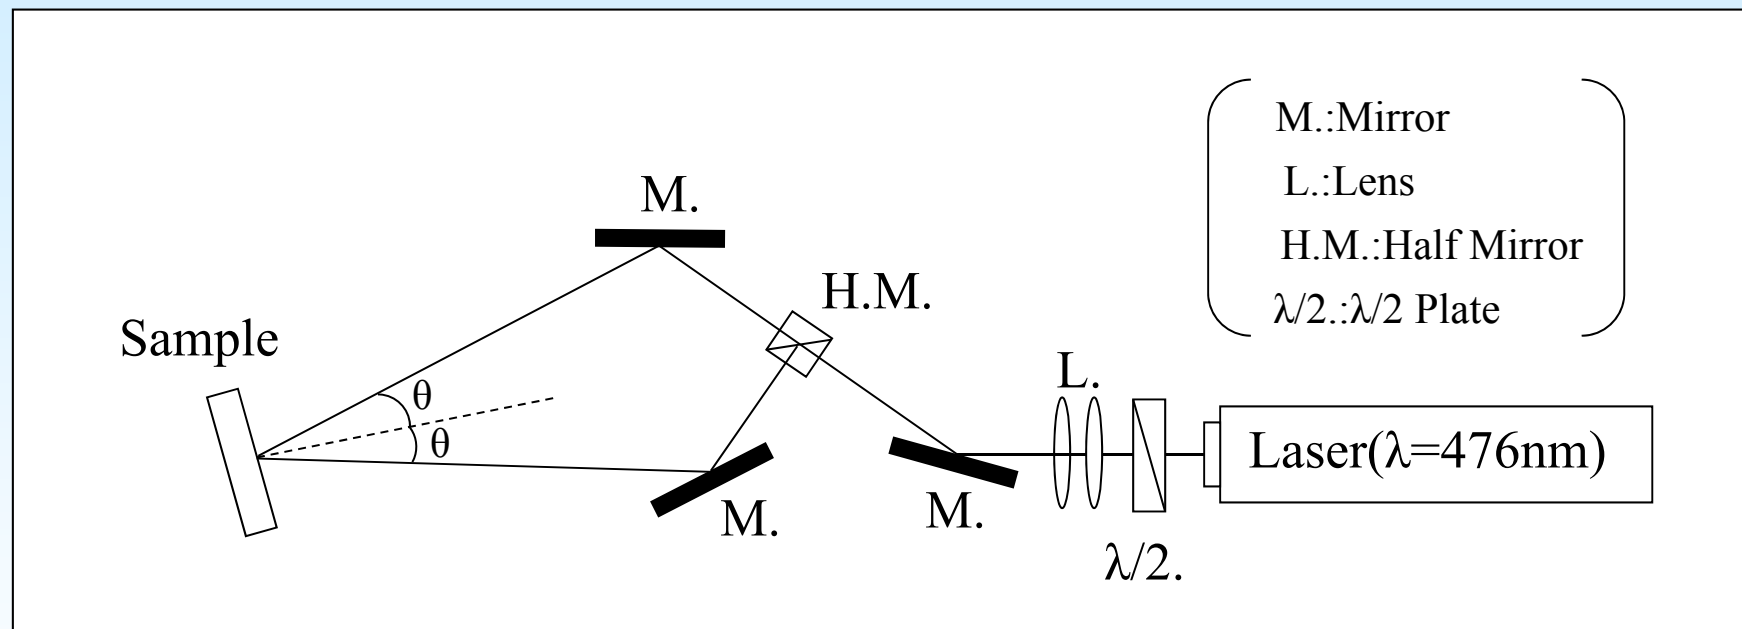 M.:Mirror
L.:Lens
H.M.:Half Mirror
λ/2.:λ/2 Plate
M.
H.M.
Sample
θ
θ
L.
Laser(λ=476nm)
M.
M.
λ/2.